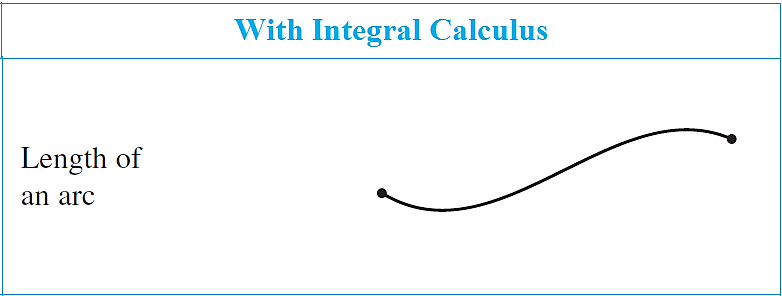 With Integral Calculus
Length of
an arc